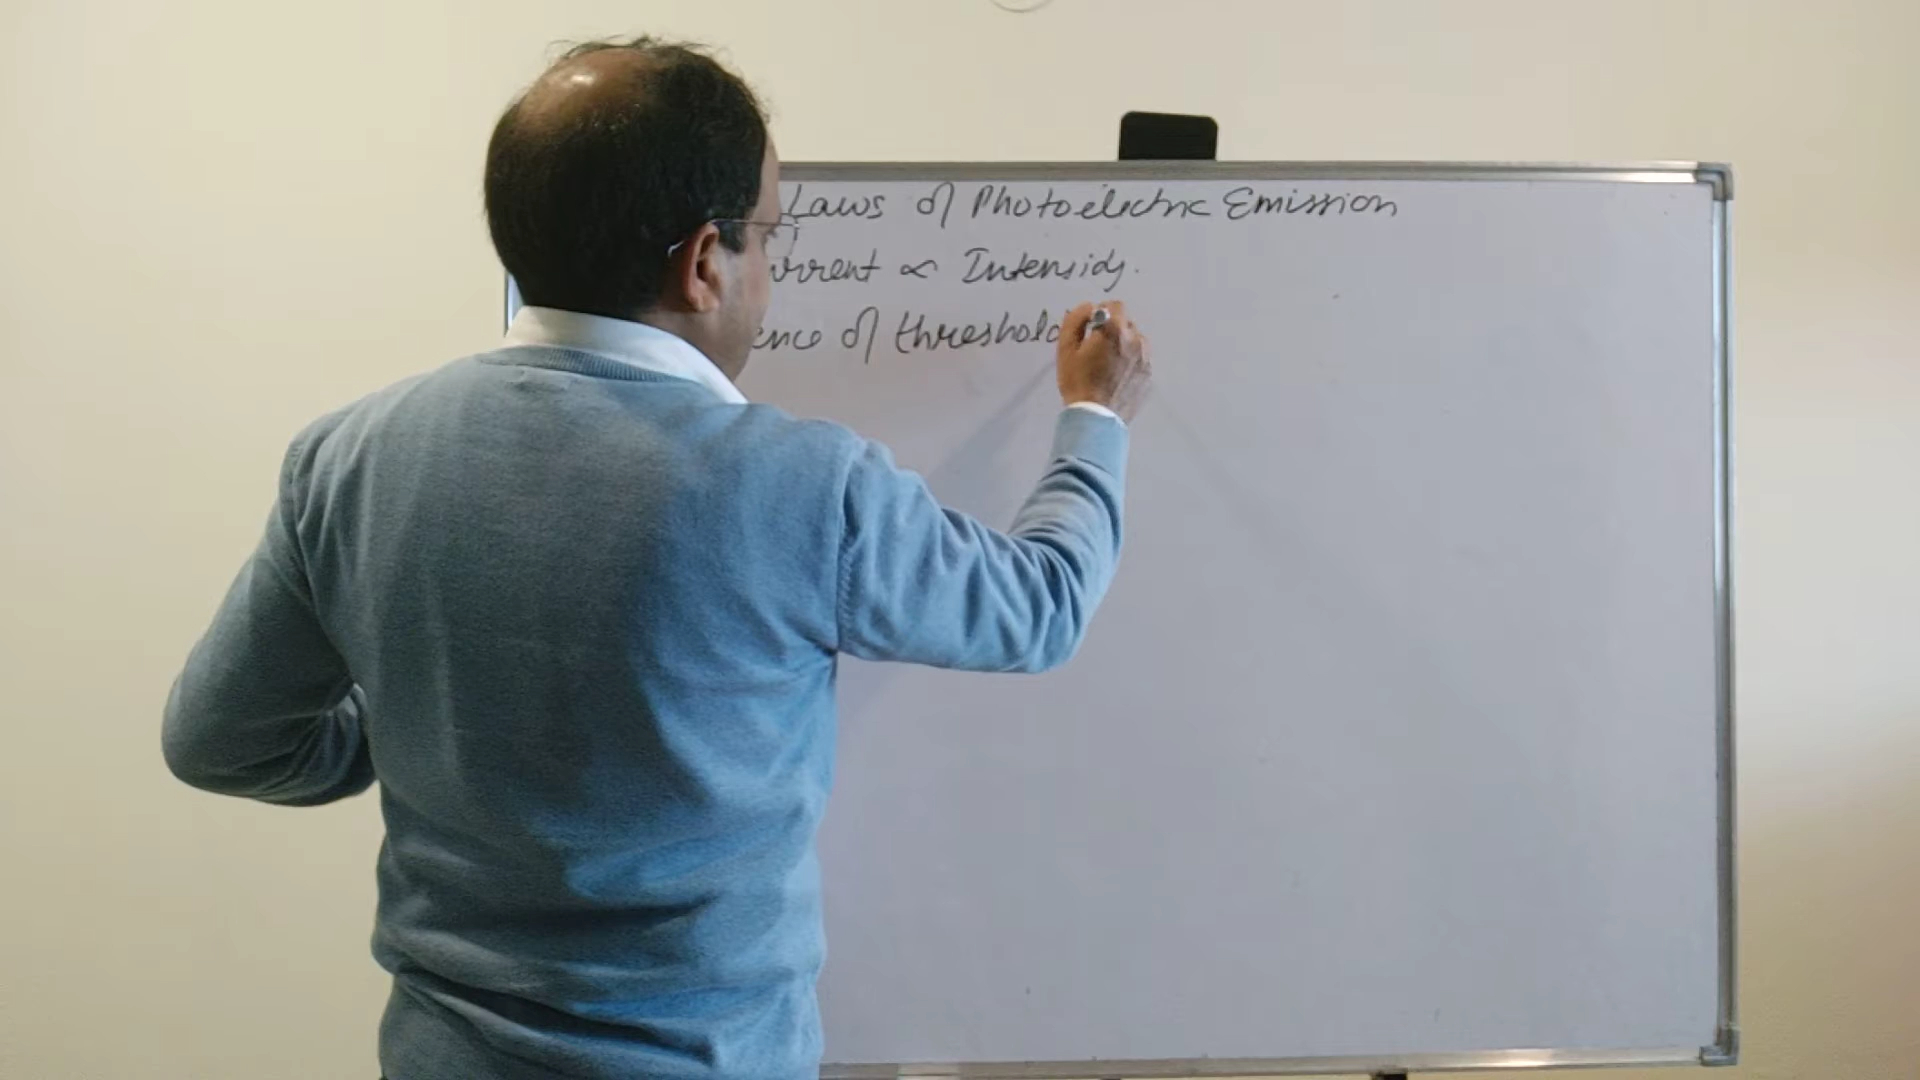 Laws of Photoelectric Emission
urrent ∝ Intensity.
ence of threshold